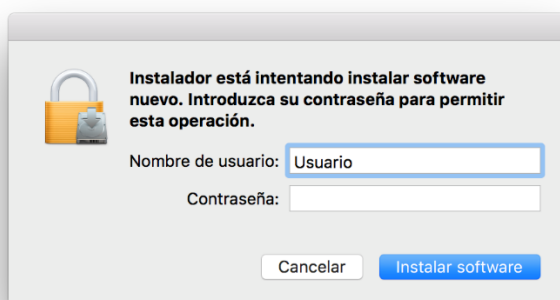 Instalador está intentando instalar software
nuevo. Introduzca su contraseña para permitir
esta operación.
Nombre de usuario: Usuario
Contraseña:
Cancelar Instalar software